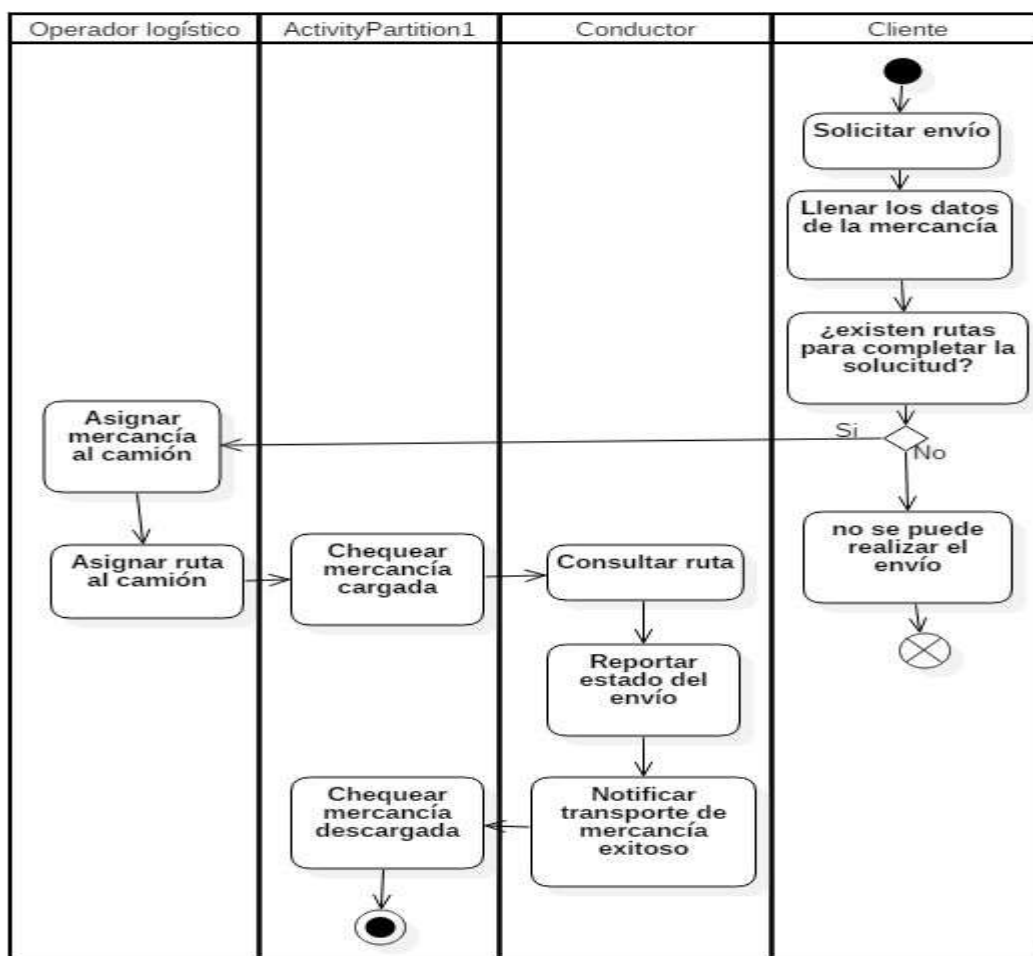 Operador logístico
ActivityPartition1
Conductor
Cliente
Solicitar envío
Llenar los datos
de la mercancía
¿existen rutas
para completar la
solucitud?
Si
No
Asignar
mercancía
al camión
Asignar ruta
al camión
Chequear
mercancía
cargada
Consultar ruta
no se puede
realizar el
envío
Reportar
estado del
envío
Notificar
transporte de
mercancía
exitoso
Chequear
mercancía
descargada